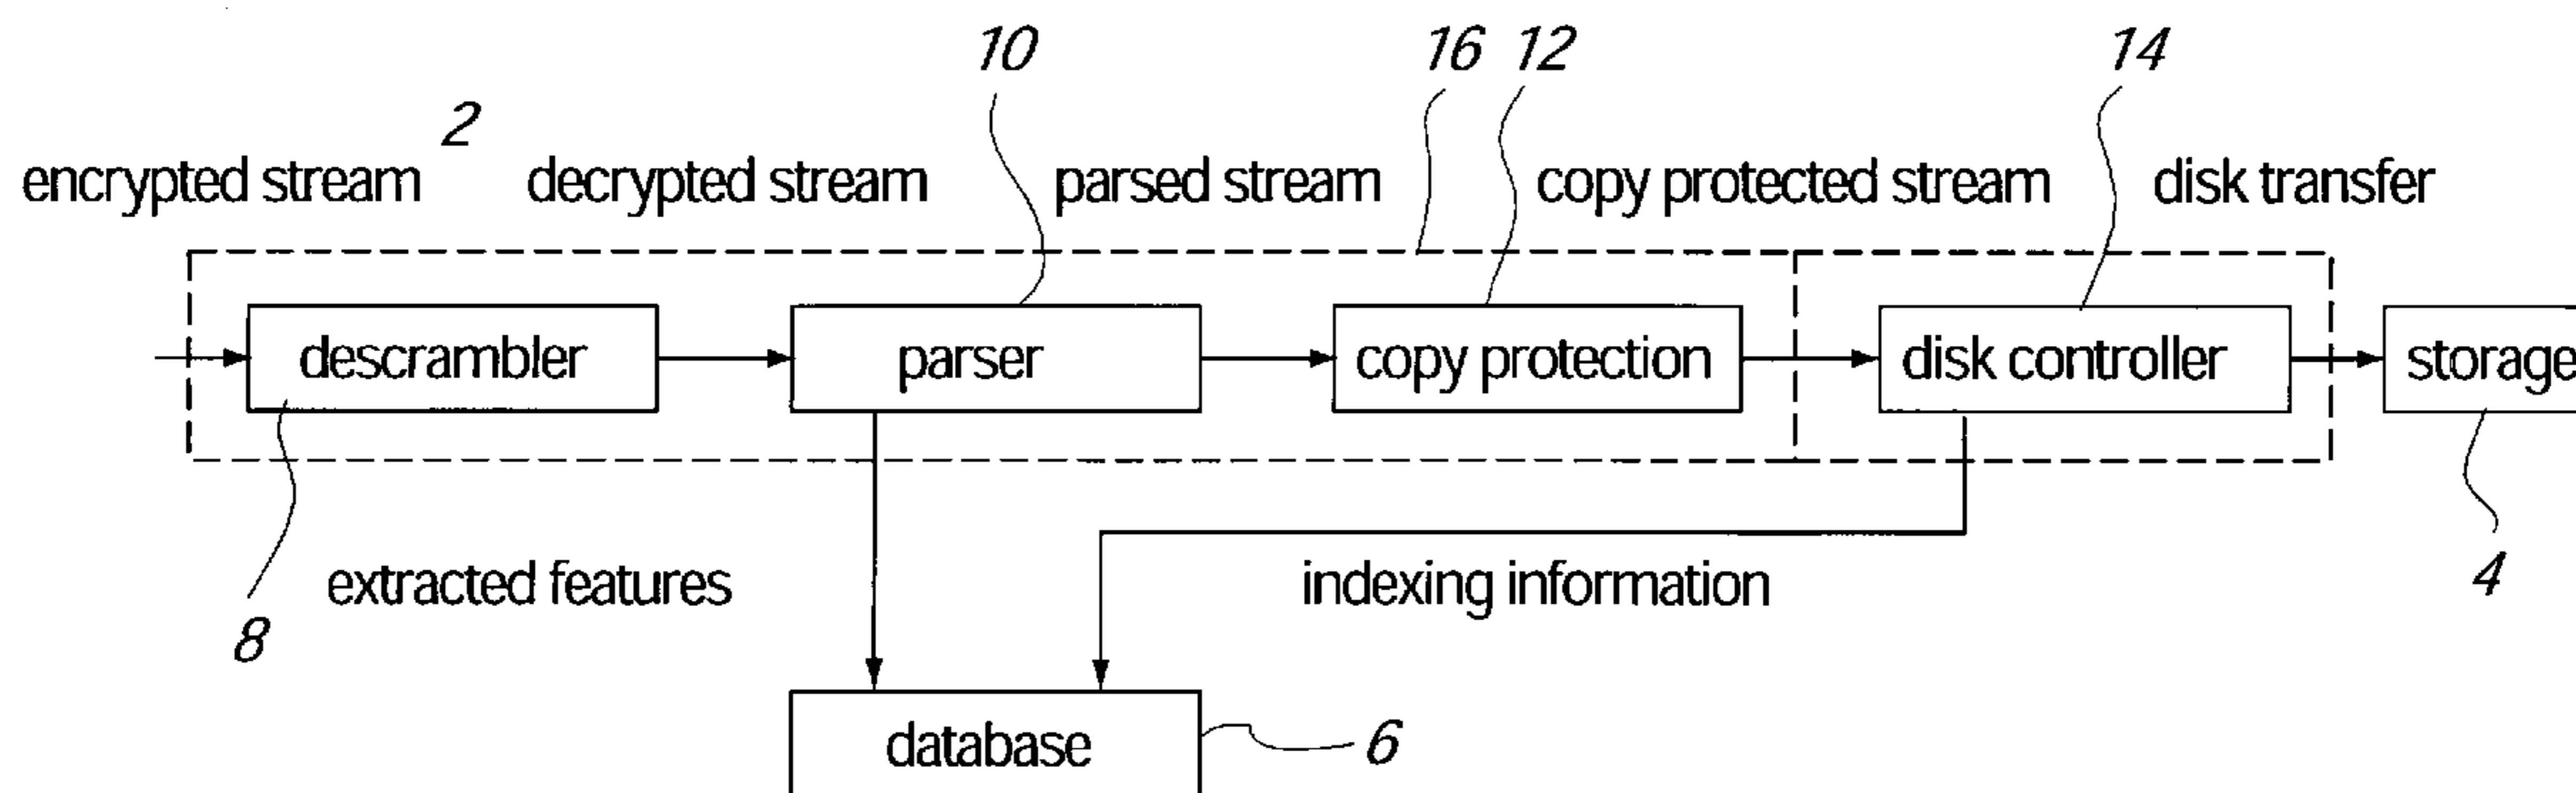 10 16 12 14
2
encrypted stream decrypted stream parsed stream copy protected stream disk transfer
descrambler parser copy protection disk controller storage
extracted features indexing information 4
8
database 6